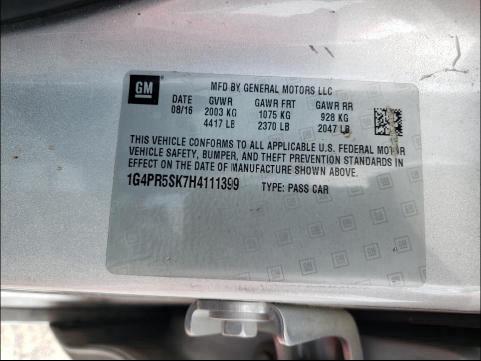 GM
MFD BY GENERAL MOTORS LLC
DATE GVWR GAWR FRT GAWR RR
08/16 2003 KG 1075 KG 928 KG
4417 LB 2370 LB 2047 LB
THIS VEHICLE CONFORMS TO ALL APPLICABLE U.S. FEDERAL MOTOR
VEHICLE SAFETY, BUMPER, AND THEFT PREVENTION STANDARDS IN
EFFECT ON THE DATE OF MANUFACTURE SHOWN ABOVE.
1G4PR5SK7H4111399 TYPE: PASS CAR